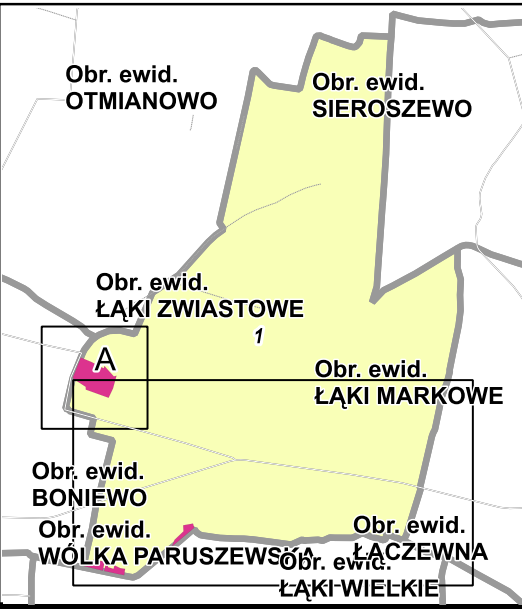 Obr. ewid.
OTMIANOWO
Obr. ewid.
SIEROSZEWO
Obr. ewid.
ŁĄKI ZWIASTOWE
1
A
Obr. ewid.
ŁĄKI MARKOWE
Obr. ewid.
BONIEWO
Obr. ewid.
WÓLKA PARUSZEWSKA
Obr. ewid.
ŁĄCZEWNA
Obr. ewid.
ŁĄKI WIELKIE